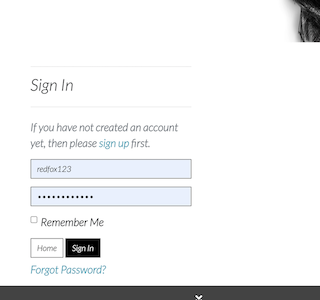 Sign In
If you have not created an account
yet, then please sign up first.
redfox123
••••••••••••
Remember Me
Home Sign In
Forgot Password?